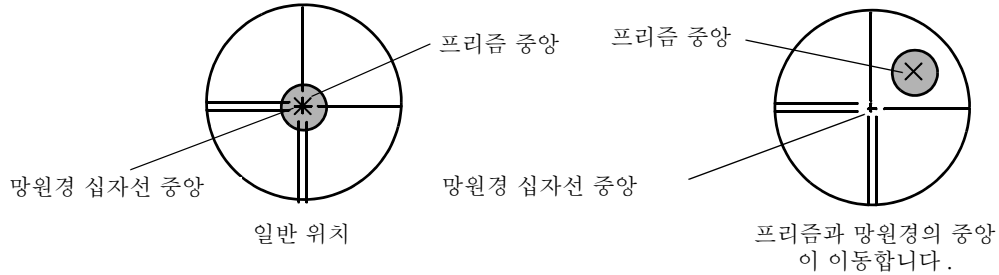 프리즘 중앙
망원경 십자선 중앙
일반 위치
프리즘 중앙
망원경 십자선 중앙
프리즘과 망원경의 중앙
이 이동합니다.